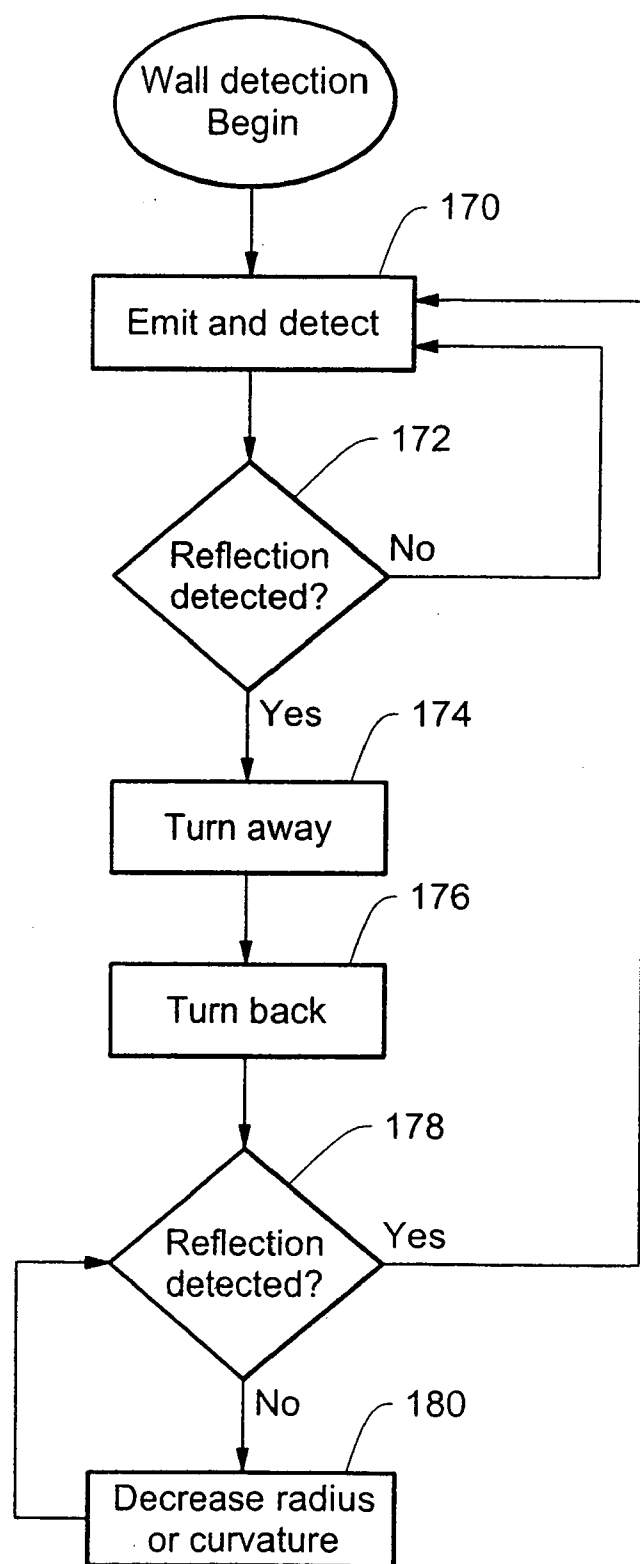 Wall detection
Begin
170
Emit and detect
172
Reflection
detected?
No
Yes
174
Turn away
176
Turn back
178
Reflection
detected?
Yes
No
180
Decrease radius
or curvature